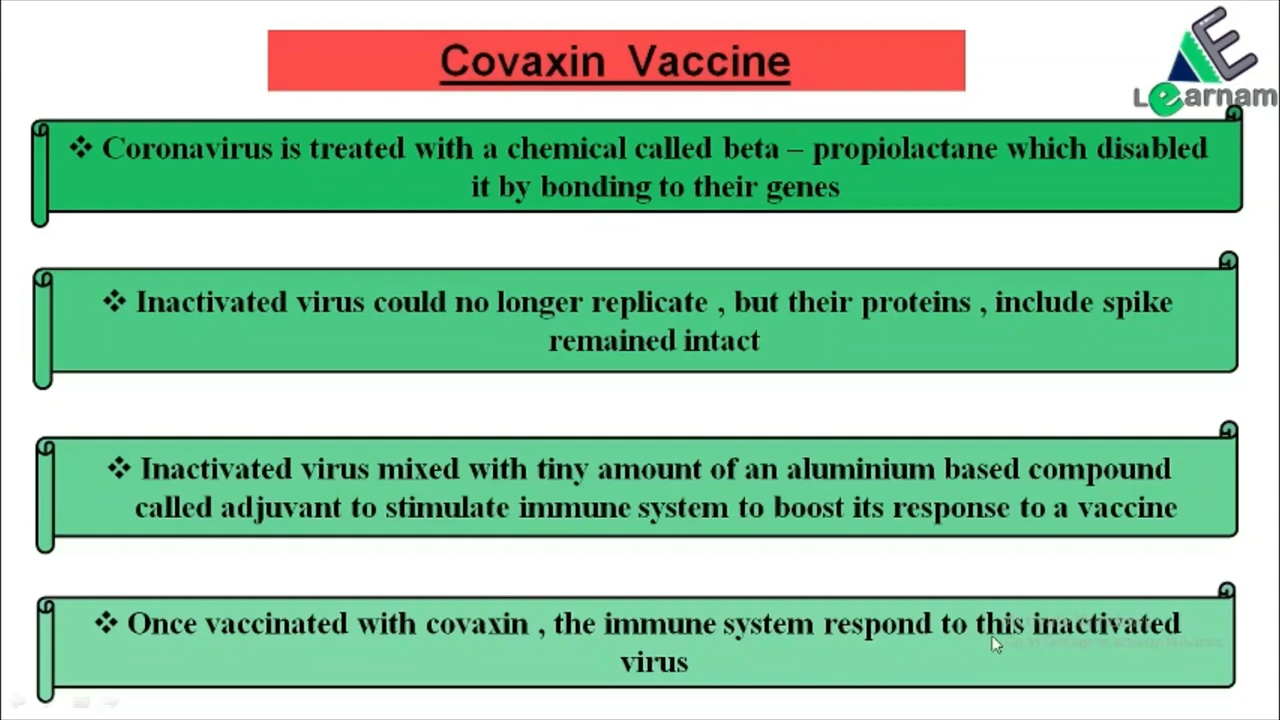 Covaxin Vaccine
Learnam
❖ Coronavirus is treated with a chemical called beta – propiolactane which disabled
it by bonding to their genes
❖ Inactivated virus could no longer replicate , but their proteins , include spike
remained intact
❖ Inactivated virus mixed with tiny amount of an aluminium based compound
called adjuvant to stimulate immune system to boost its response to a vaccine
❖ Once vaccinated with covaxin , the immune system respond to this inactivated
virus